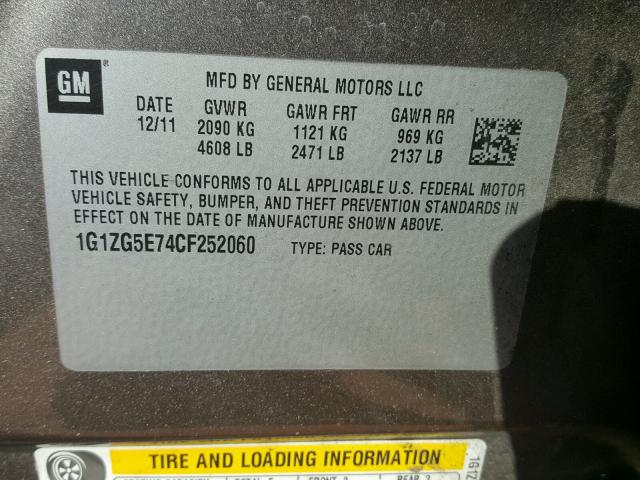 GM ®
MFD BY GENERAL MOTORS LLC
DATE GVWR GAWR FRT GAWR RR
12/11 2090 KG 1121 KG 969 KG
4608 LB 2471 LB 2137 LB
THIS VEHICLE CONFORMS TO ALL APPLICABLE U.S. FEDERAL MOTOR
VEHICLE SAFETY, BUMPER, AND THEFT PREVENTION STANDARDS IN
EFFECT ON THE DATE OF MANUFACTURE SHOWN ABOVE.
1G1ZG5E74CF252060 TYPE: PASS CAR
TIRE AND LOADING INFORMATION
1G1Z